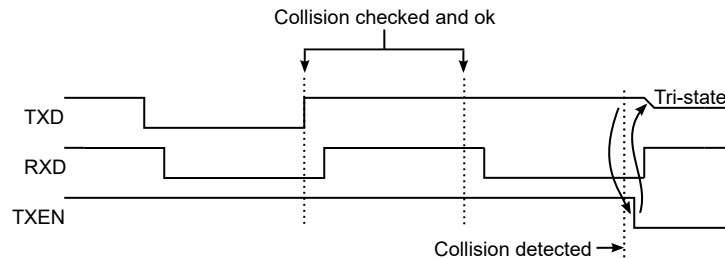 Collision checked and ok
Tri-state
TXD
RXD
TXEN
Collision detected